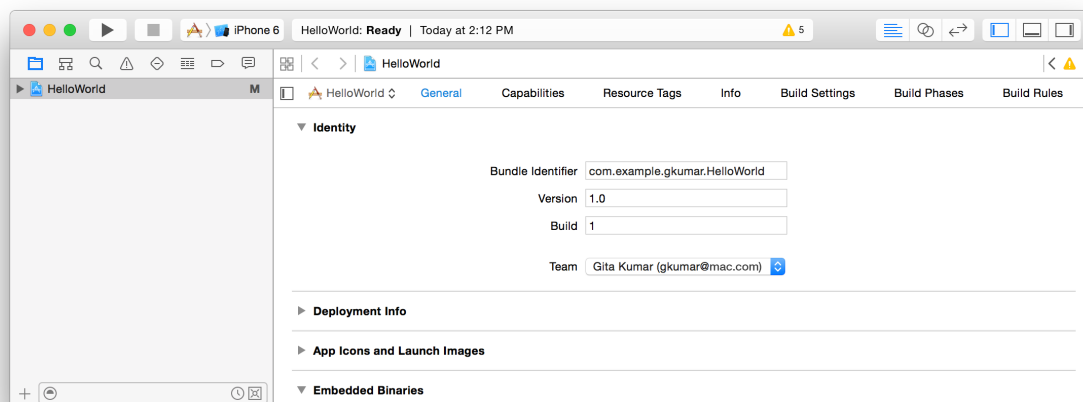 iPhone 6 HelloWorld: Ready | Today at 2:12 PM 5
HelloWorld
HelloWorld M
HelloWorld General Capabilities Resource Tags Info Build Settings Build Phases Build Rules
Identity
Bundle Identifier com.example.gkumar.HelloWorld
Version 1.0
Build 1
Team Gita Kumar (gkumar@mac.com)
Deployment Info
App Icons and Launch Images
Embedded Binaries